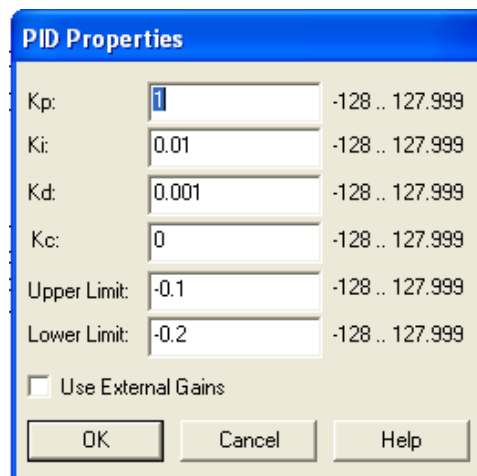 PID Properties
Kp: 1 -128 .. 127.999
Ki: 0.01 -128 .. 127.999
Kd: 0.001 -128 .. 127.999
Kc: 0 -128 .. 127.999
Upper Limit: -0.1 -128 .. 127.999
Lower Limit: -0.2 -128 .. 127.999
Use External Gains
OK Cancel Help